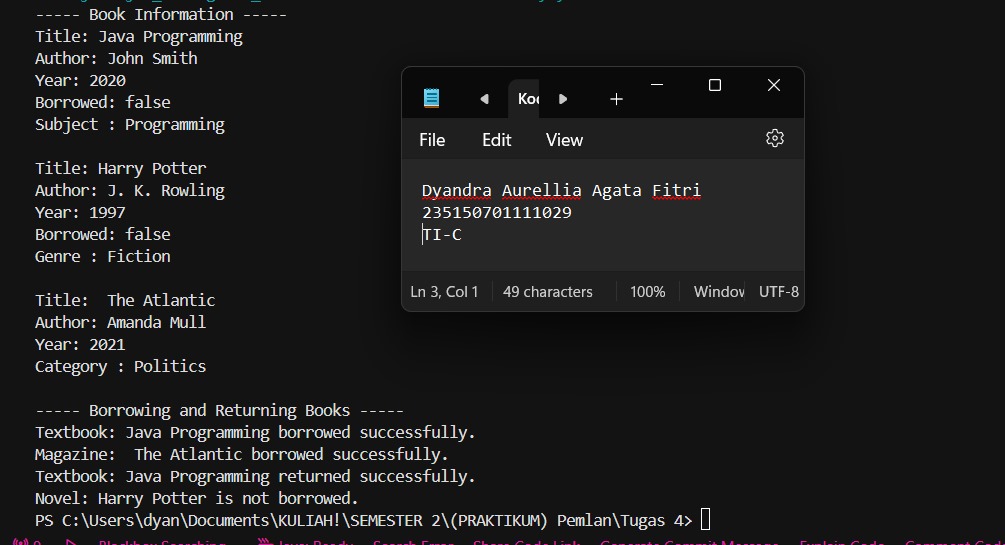 ----- Book Information -----
Title: Java Programming
Author: John Smith
Year: 2020
Borrowed: false
Subject : Programming
Title: Harry Potter
Author: J. K. Rowling
Year: 1997
Borrowed: false
Genre : Fiction
Title:  The Atlantic
Author: Amanda Mull
Year: 2021
Category : Politics
----- Borrowing and Returning Books -----
Textbook: Java Programming borrowed successfully.
Magazine:  The Atlantic borrowed successfully.
Textbook: Java Programming returned successfully.
Novel: Harry Potter is not borrowed.
PS C:\Users\dyan\Documents\KULIAH!\SEMESTER 2\(PRAKTIKUM) Pemlan\Tugas 4>
File Edit View
Dyandra Aurellia Agata Fitri
235150701111029
TI-C
Ln 3, Col 1 49 characters 100% Window UTF-8
Blackbox Searching Java: Ready Search Error Share Code Link Generate Commit Message Explain Code Comment Cod